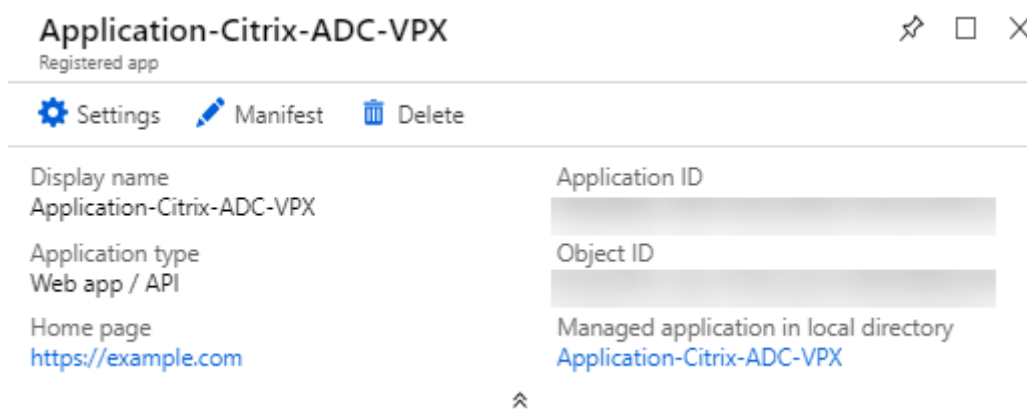 Application-Citrix-ADC-VPX
Registered app
Settings Manifest Delete
Display name
Application-Citrix-ADC-VPX
Application ID
Application type
Web app / API
Object ID
Home page
https://example.com
Managed application in local directory
Application-Citrix-ADC-VPX